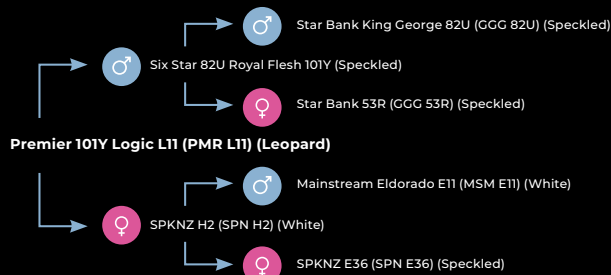 Star Bank King George 82U (GGG 82U) (Speckled)
Six Star 82U Royal Flesh 101Y (Speckled)
Star Bank 53R (GGG 53R) (Speckled)
Premier 101Y Logic L11 (PMR L11) (Leopard)
Mainstream Eldorado E11 (MSM E11) (White)
SPKNZ H2 (SPN H2) (White)
SPKNZ E36 (SPN E36) (Speckled)